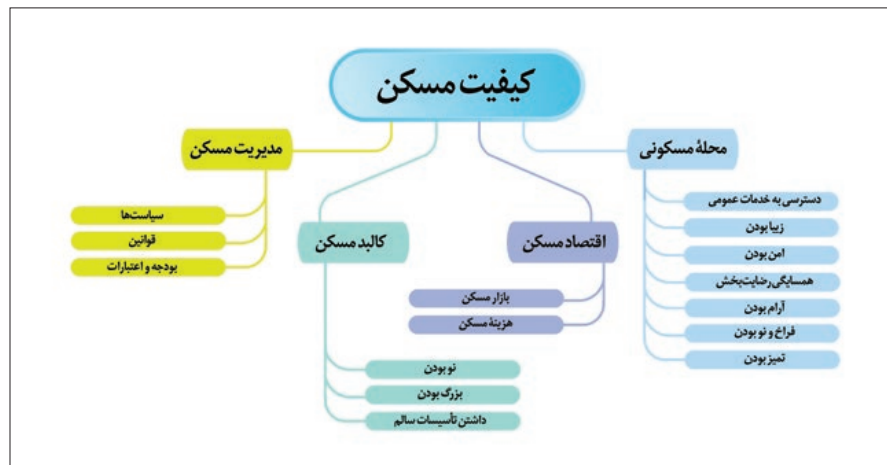 کیفیت مسکن
محلهٔ مسکونی
دسترسی به خدمات عمومی
زیبا بودن
امن بودن
همسایگی رضایت‌بخش
آرام بودن
فراخ و نو بودن
تمیز بودن
اقتصاد مسکن
بازار مسکن
هزینهٔ مسکن
کالبد مسکن
نو بودن
بزرگ بودن
داشتن تأسیسات سالم
مدیریت مسکن
سیاست‌ها
قوانین
بودجه و اعتبارات